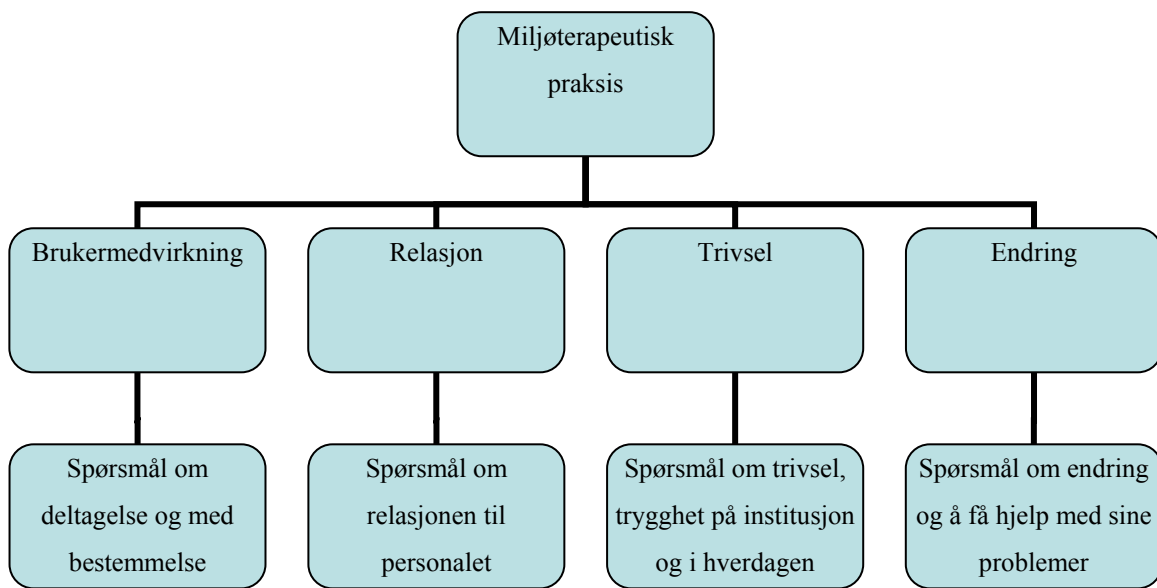 Miljøterapeutisk
praksis
Brukermedvirkning
Relasjon
Trivsel
Endring
Spørsmål om
deltagelse og med
bestemmelse
Spørsmål om
relasjonen til
personalet
Spørsmål om trivsel,
trygghet på institusjon
og i hverdagen
Spørsmål om endring
og å få hjelp med sine
problemer